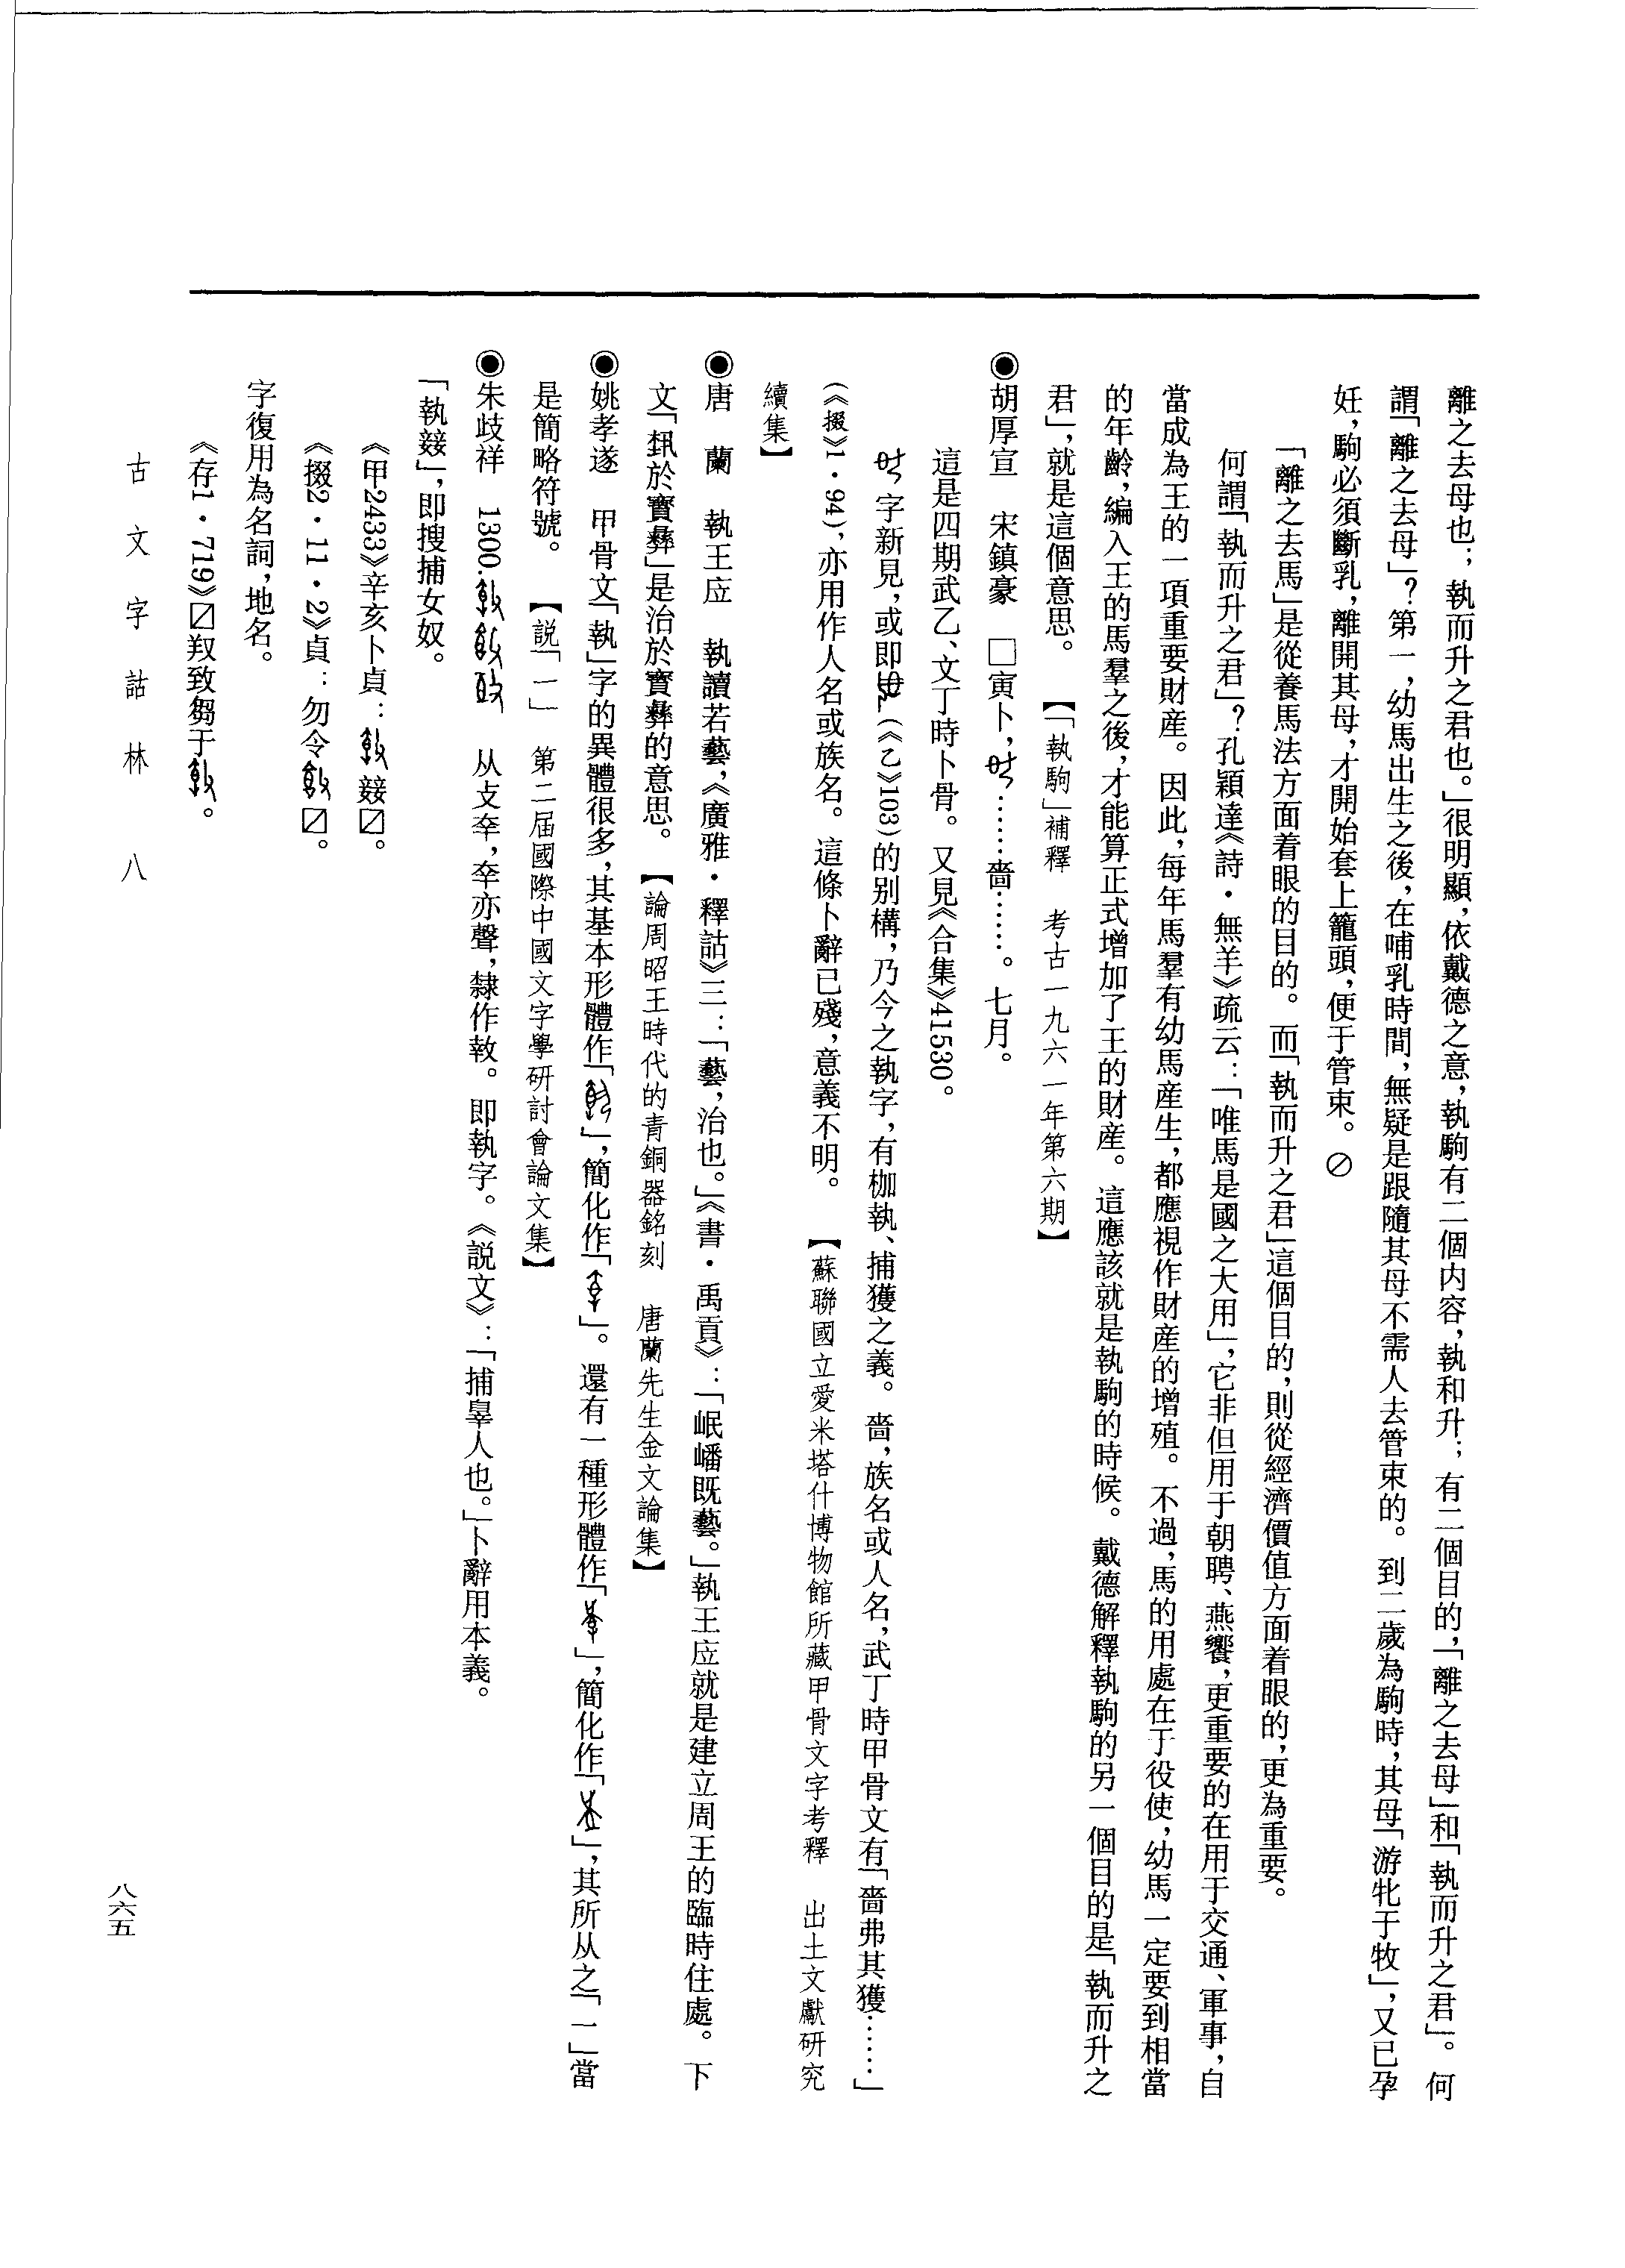 離之去母也；執而升之君也。」很明顯，依戴德之意，執駒有二個内容，執和升；有二個目的，「離之去母」和「執而升之君」。何
謂「離之去母」？第一，幼馬出生之後，在哺乳時間，無疑是跟隨其母不需人去管束的。到二歲為駒時，其母「游牝于牧」，又已孕
妊，駒必須斷乳，離開其母，才開始套上籠頭，便于管束。⊘
「離之去馬」是從養馬法方面着眼的目的。而「執而升之君」這個目的，則從經濟價值方面着眼的，更為重要。
何謂「執而升之君」？孔穎達《詩·無羊》疏云：「唯馬是國之大用」，它非但用于朝聘、燕饗，更重要的在用于交通、軍事，自
當成為王的一項重要財産。因此，每年馬羣有幼馬産生，都應視作財産的增殖。不過，馬的用處在于役使，幼馬一定要到相當
的年齡，編入王的馬羣之後，才能算正式增加了王的財産。這應該就是執駒的時候。戴德解釋執駒的另一個目的是「執而升之
君」，就是這個意思。【「執駒」補釋　考古一九六一年第六期】
◉胡厚宣　宋鎮豪　□寅卜，……嗇……。七月。
這是四期武乙、文丁時卜骨。又見《合集》41530。
字新見，或即（《乙》103）的别構，乃今之執字，有枷執、捕獲之義。嗇，族名或人名，武丁時甲骨文有「嗇弗其獲……」
（《掇》1·94），亦用作人名或族名。這條卜辭已殘，意義不明。【蘇聯國立愛米塔什博物館所藏甲骨文字考釋　出土文獻研究
續集】
◉唐　蘭　執王应　執讀若藝，《廣雅·釋詁》三：「藝，治也。」《書·禹貢》：「岷嶓既藝。」執王应就是建立周王的臨時住處。下
文「𢦚於寶彝」是治於寶彝的意思。【論周昭王時代的青銅器銘刻　唐蘭先生金文論集】
◉姚孝遂　甲骨文「執」字的異體很多，其基本形體作「」，簡化作「」。還有一種形體作「」，簡化作「」，其所从之「一」當
是簡略符號。【説「一」　第二届國際中國文字學研討會論文集】
◉朱歧祥　1300.　从攴㚔，㚔亦聲，隸作㪅。即執字。《説文》：「捕辠人也。」卜辭用本義。
「執㛗」，即搜捕女奴。
《甲2433》辛亥卜貞：㛗☑。
《掇2·11·2》貞：勿令☑。
字復用為名詞，地名。
《存1·719》☑㕞致芻于。
古文字詁林　八
八六五